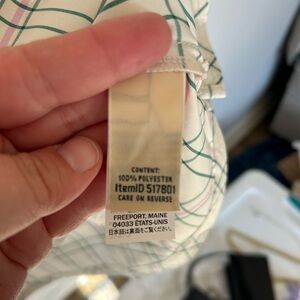 CONTENT:
100% POLYESTER
ItemID 517801
CARE ON REVERSE
FREEPORT, MAINE
04033 ÉTATS-UNIS
日本語は裏面をご覧ください。